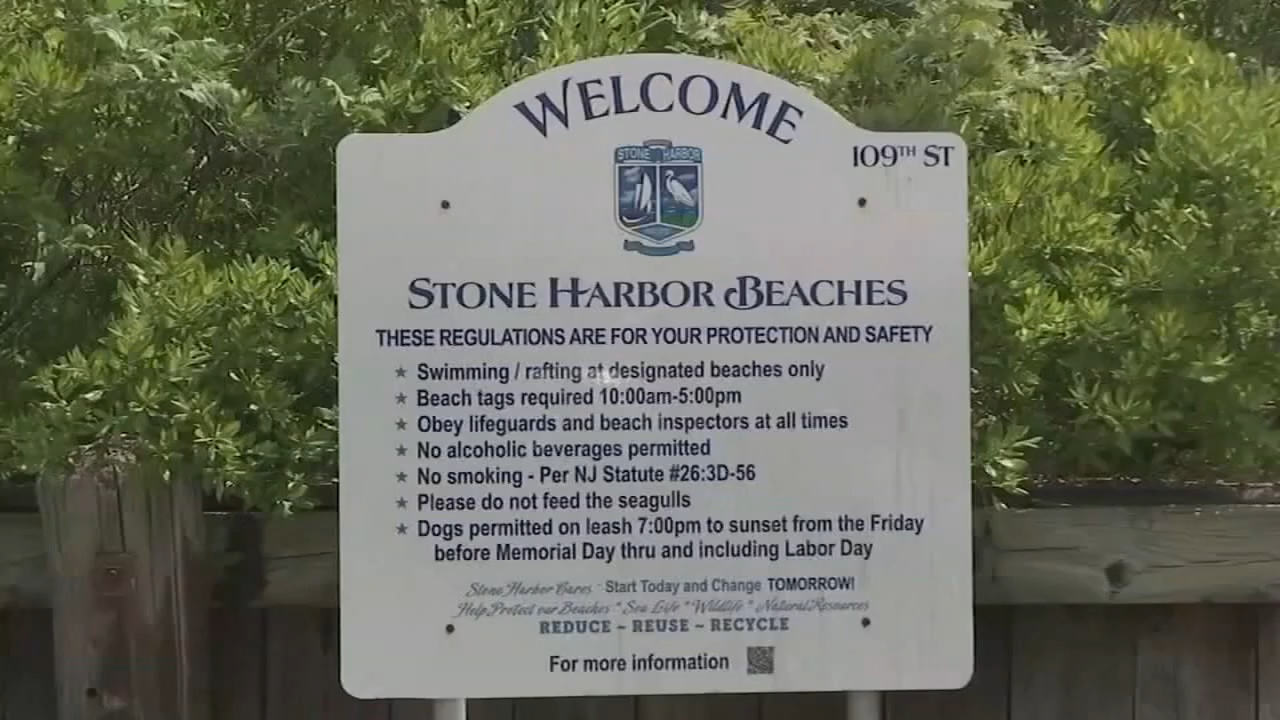 WELCOME
109TH ST
STONE HARBOR
STONE HARBOR BEACHES
THESE REGULATIONS ARE FOR YOUR PROTECTION AND SAFETY
★ Swimming / rafting at designated beaches only
★ Beach tags required 10:00am-5:00pm
★ Obey lifeguards and beach inspectors at all times
★ No alcoholic beverages permitted
★ No smoking - Per NJ Statute #26:3D-56
★ Please do not feed the seagulls
★ Dogs permitted on leash 7:00pm to sunset from the Friday
before Memorial Day thru and including Labor Day
Stone Harbor Cares - Start Today and Change TOMORROW!
Help Protect our Beaches * Sea Life * Wildlife * Natural Resources
REDUCE ~ REUSE ~ RECYCLE
For more information